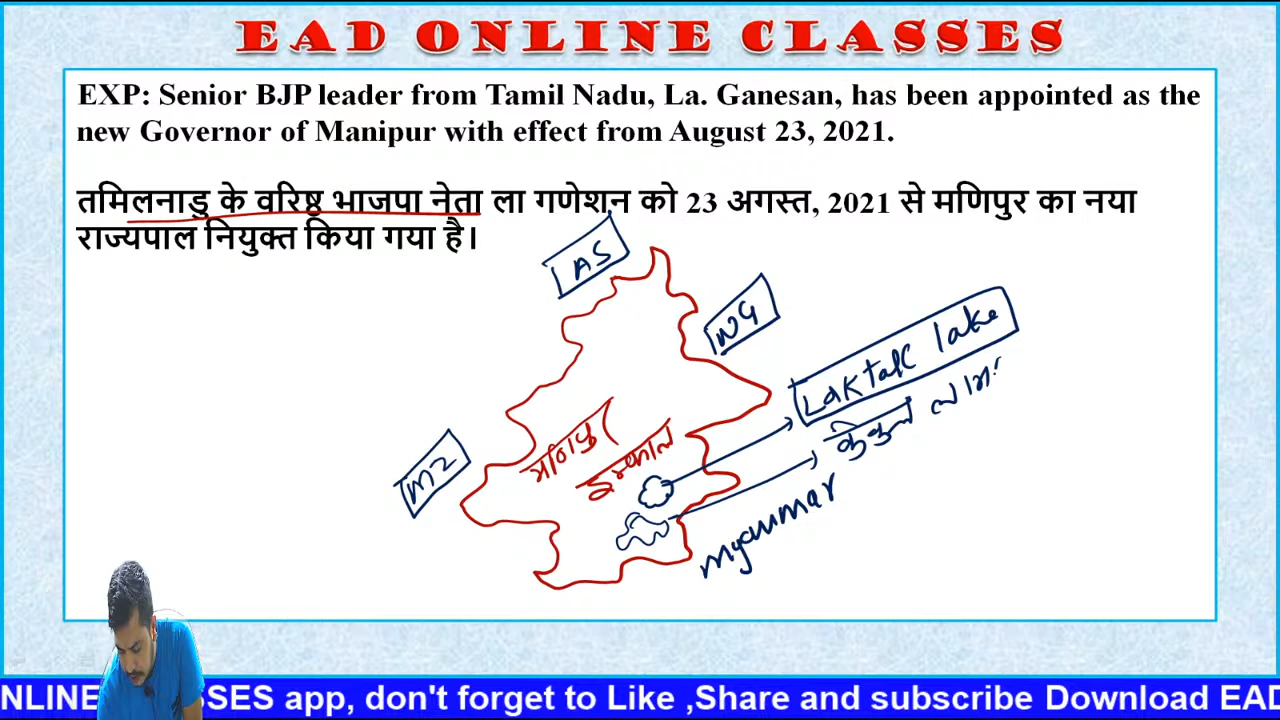 EAD ONLINE CLASSES
EXP: Senior BJP leader from Tamil Nadu, La. Ganesan, has been appointed as the
new Governor of Manipur with effect from August 23, 2021.
तमिलनाडु के वरिष्ठ भाजपा नेता ला गणेशन को 23 अगस्त, 2021 से मणिपुर का नया
राज्यपाल नियुक्त किया गया है।
AS
Laktak lake
मणिपुर
इम्फाल
MZ
Myanmar
NLINE SSES app, don't forget to Like ,Share and subscribe Download EAD